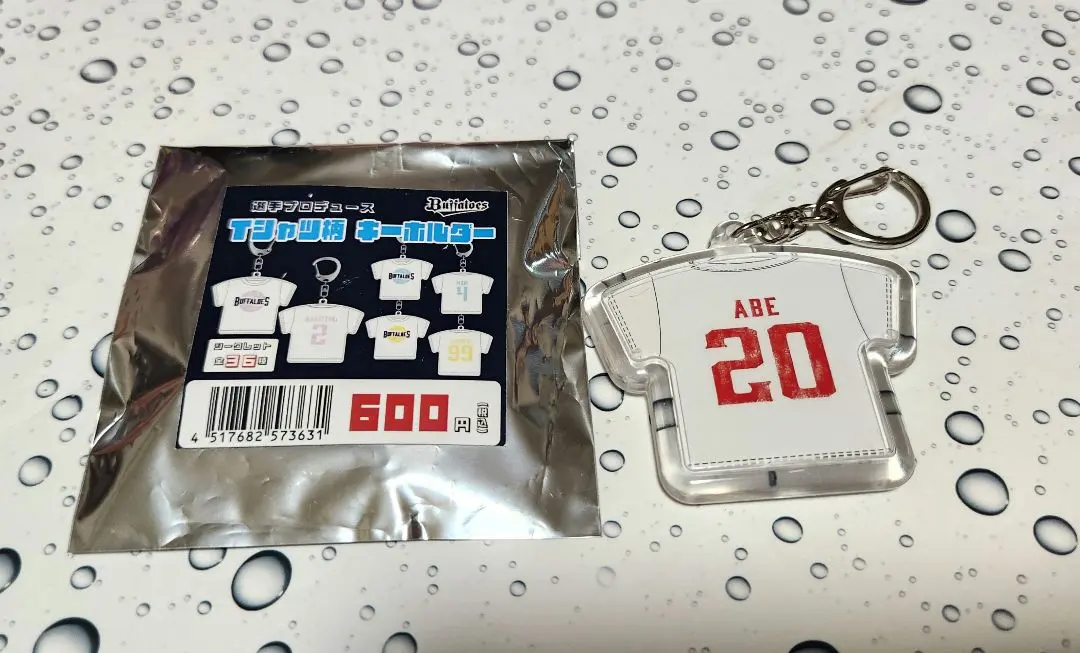 選手プロデュース
Buffaloes
Tシャツ柄 キーホルダー
BUFFALOES
2
BUFFALOES
4
BUFFALOES
99
シークレット
全36種
4 517682 573631
600円(税込)
ABE
20